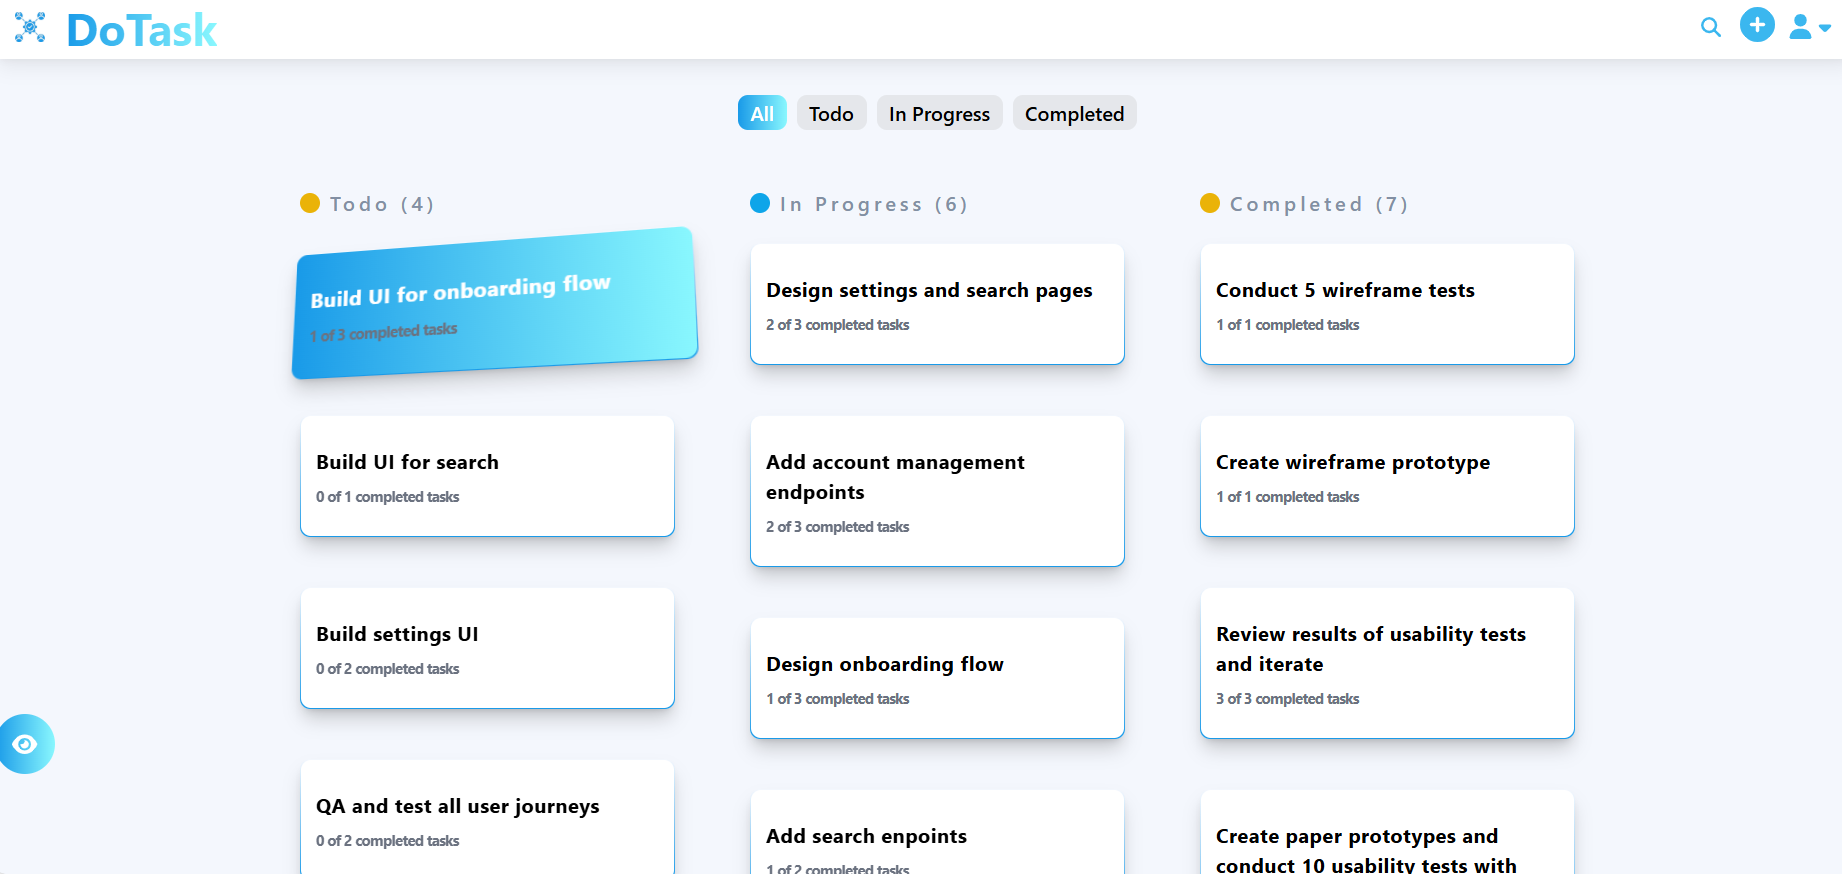 DoTask
All
Todo
In Progress
Completed
Todo (4)
Build UI for onboarding flow
1 of 3 completed tasks
Build UI for search
0 of 1 completed tasks
Build settings UI
0 of 2 completed tasks
QA and test all user journeys
0 of 2 completed tasks
In Progress (6)
Design settings and search pages
2 of 3 completed tasks
Add account management
endpoints
2 of 3 completed tasks
Design onboarding flow
1 of 3 completed tasks
Add search enpoints
1 of 2 completed tasks
Completed (7)
Conduct 5 wireframe tests
1 of 1 completed tasks
Create wireframe prototype
1 of 1 completed tasks
Review results of usability tests
and iterate
3 of 3 completed tasks
Create paper prototypes and
conduct 10 usability tests with